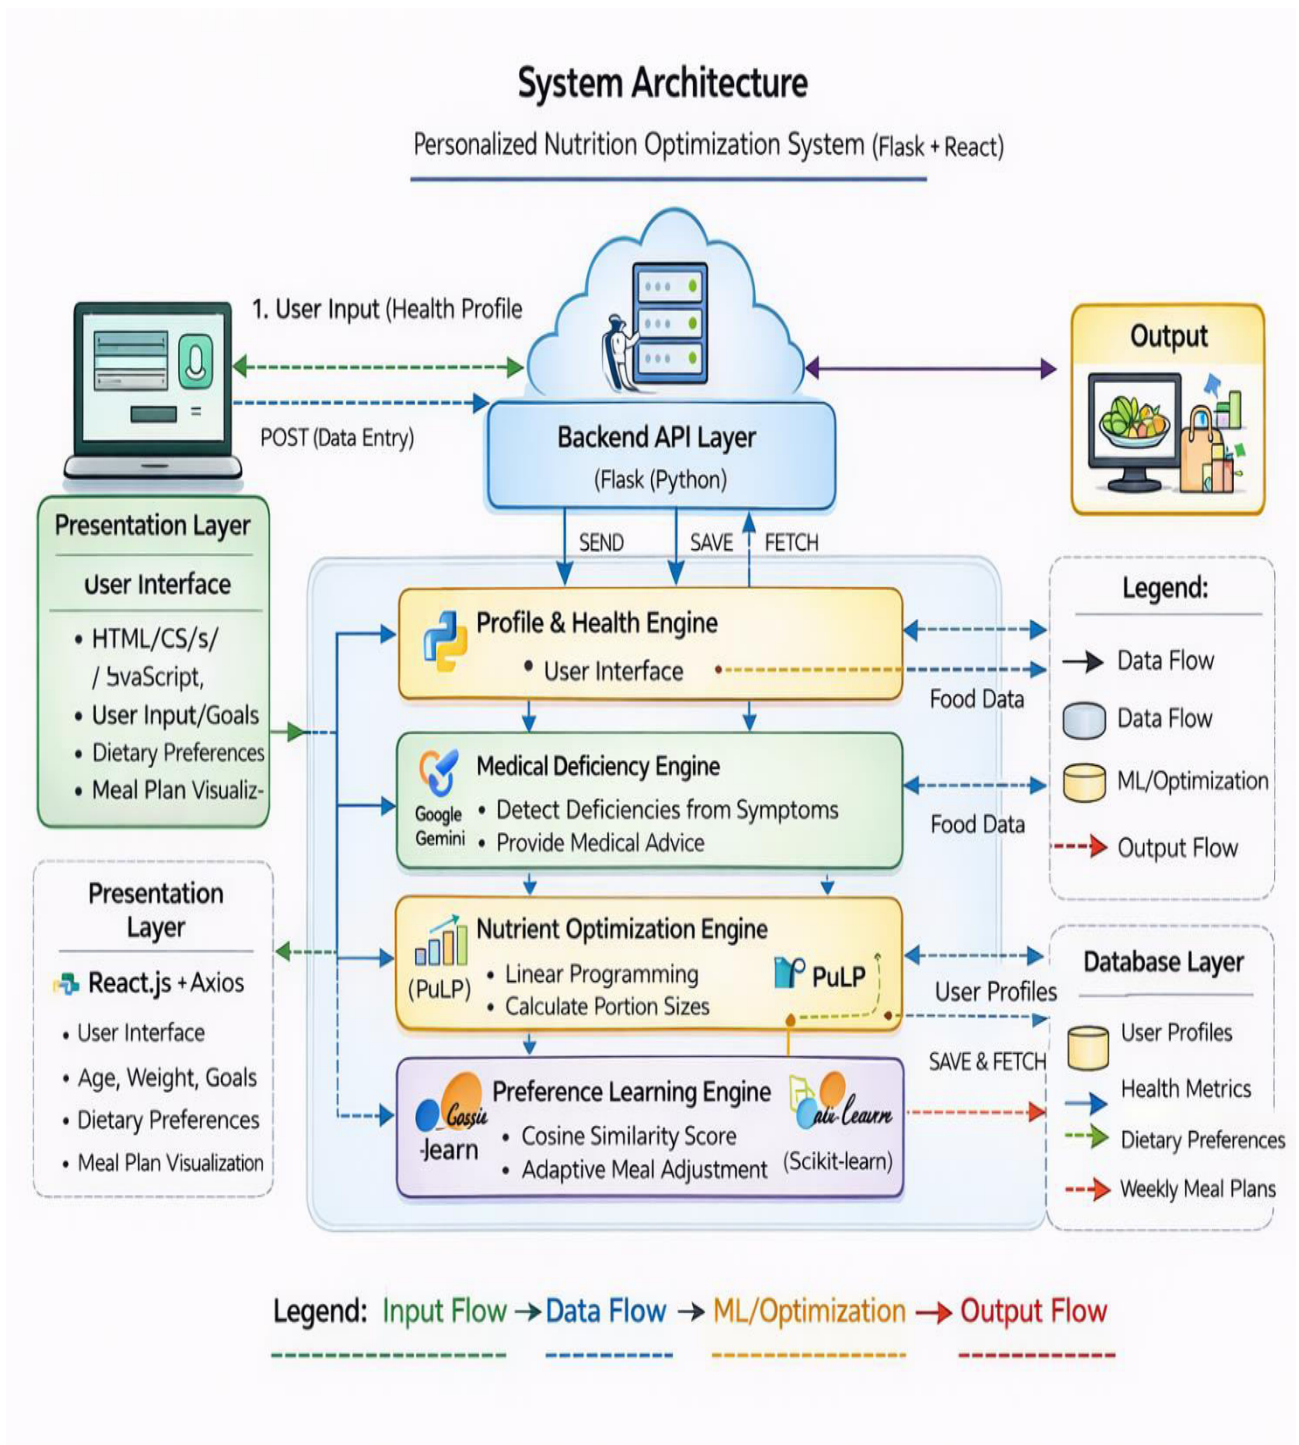 System Architecture
Personalized Nutrition Optimization System (Flask + React)
1. User Input (Health Profile
POST (Data Entry)
Backend API Layer
(Flask (Python)
Output
SEND
SAVE
FETCH
Presentation Layer
User Interface
• HTML/CS/s/
/ ƾvaScript,
• User Input/Goals
• Dietary Preferences
• Meal Plan Visualiz-
Presentation
Layer
React.js + Axios
• User Interface
• Age, Weight, Goals
• Dietary Preferences
• Meal Plan Visualization
Profile & Health Engine
• User Interface
Food Data
Google
Gemini
Medical Deficiency Engine
• Detect Deficiencies from Symptoms
• Provide Medical Advice
Food Data
(PuLP)
Nutrient Optimization Engine
• Linear Programming
• Calculate Portion Sizes
PuLP
User Profiles
SAVE & FETCH
-learn
Preference Learning Engine
• Cosine Similarity Score
• Adaptive Meal Adjustment
(Scikit-learn)
Legend:
Data Flow
Data Flow
ML/Optimization
Output Flow
Database Layer
User Profiles
Health Metrics
Dietary Preferences
Weekly Meal Plans
Legend: Input Flow → Data Flow → ML/Optimization → Output Flow